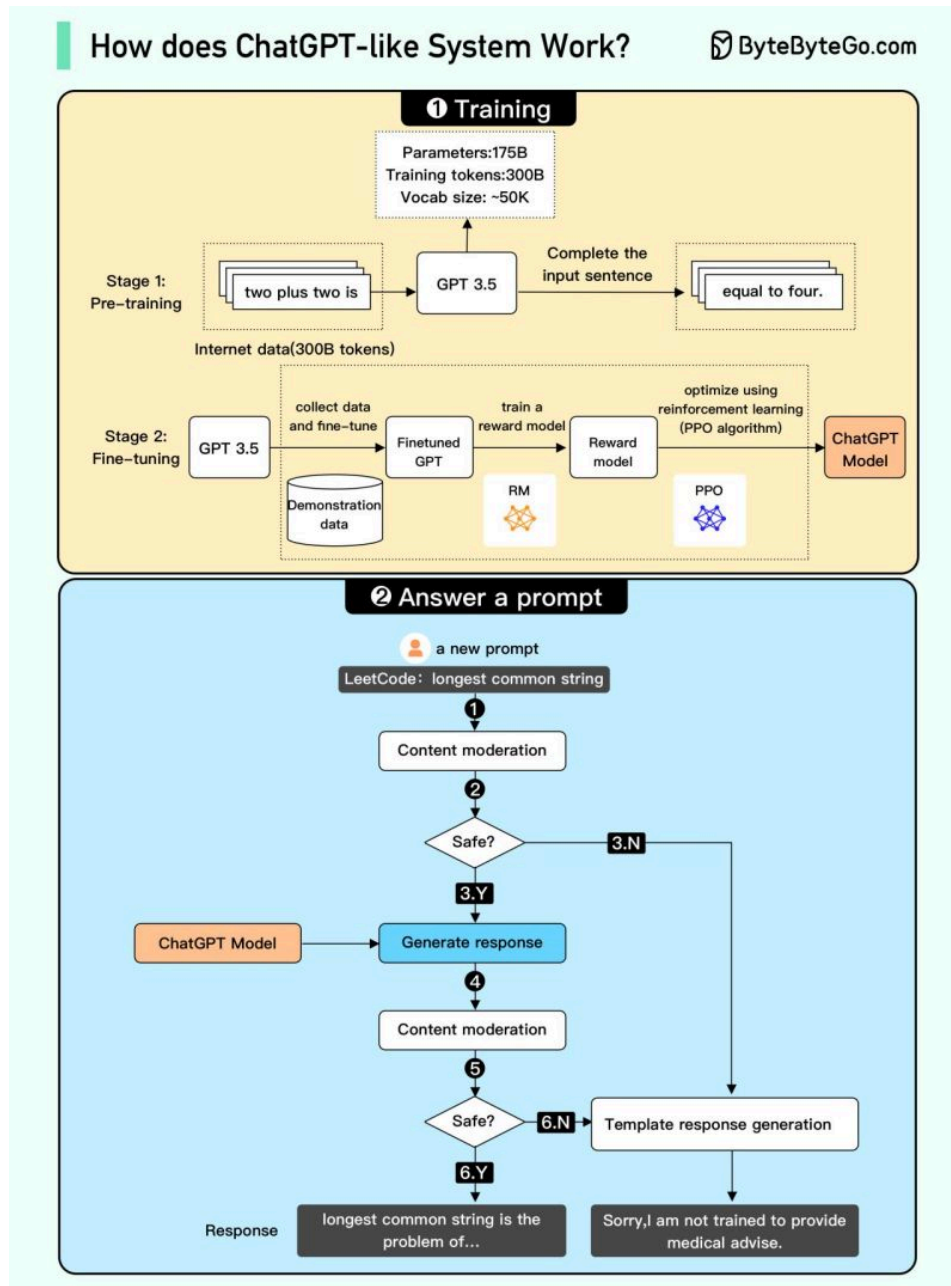 How does ChatGPT-like System Work?
ByteByteGo.com
❶ Training
Parameters:175B
Training tokens:300B
Vocab size: ~50K
Stage 1:
Pre-training
two plus two is
GPT 3.5
Complete the
input sentence
equal to four.
Internet data(300B tokens)
Stage 2:
Fine-tuning
GPT 3.5
collect data
and fine-tune
Demonstration
data
Finetuned
GPT
train a
reward model
RM
Reward
model
optimize using
reinforcement learning
(PPO algorithm)
PPO
ChatGPT
Model
❷ Answer a prompt
a new prompt
LeetCode: longest common string
1
Content moderation
2
Safe?
3.N
3.Y
ChatGPT Model
Generate response
4
Content moderation
5
Safe?
6.N
Template response generation
6.Y
Response
longest common string is the
problem of...
Sorry,I am not trained to provide
medical advise.